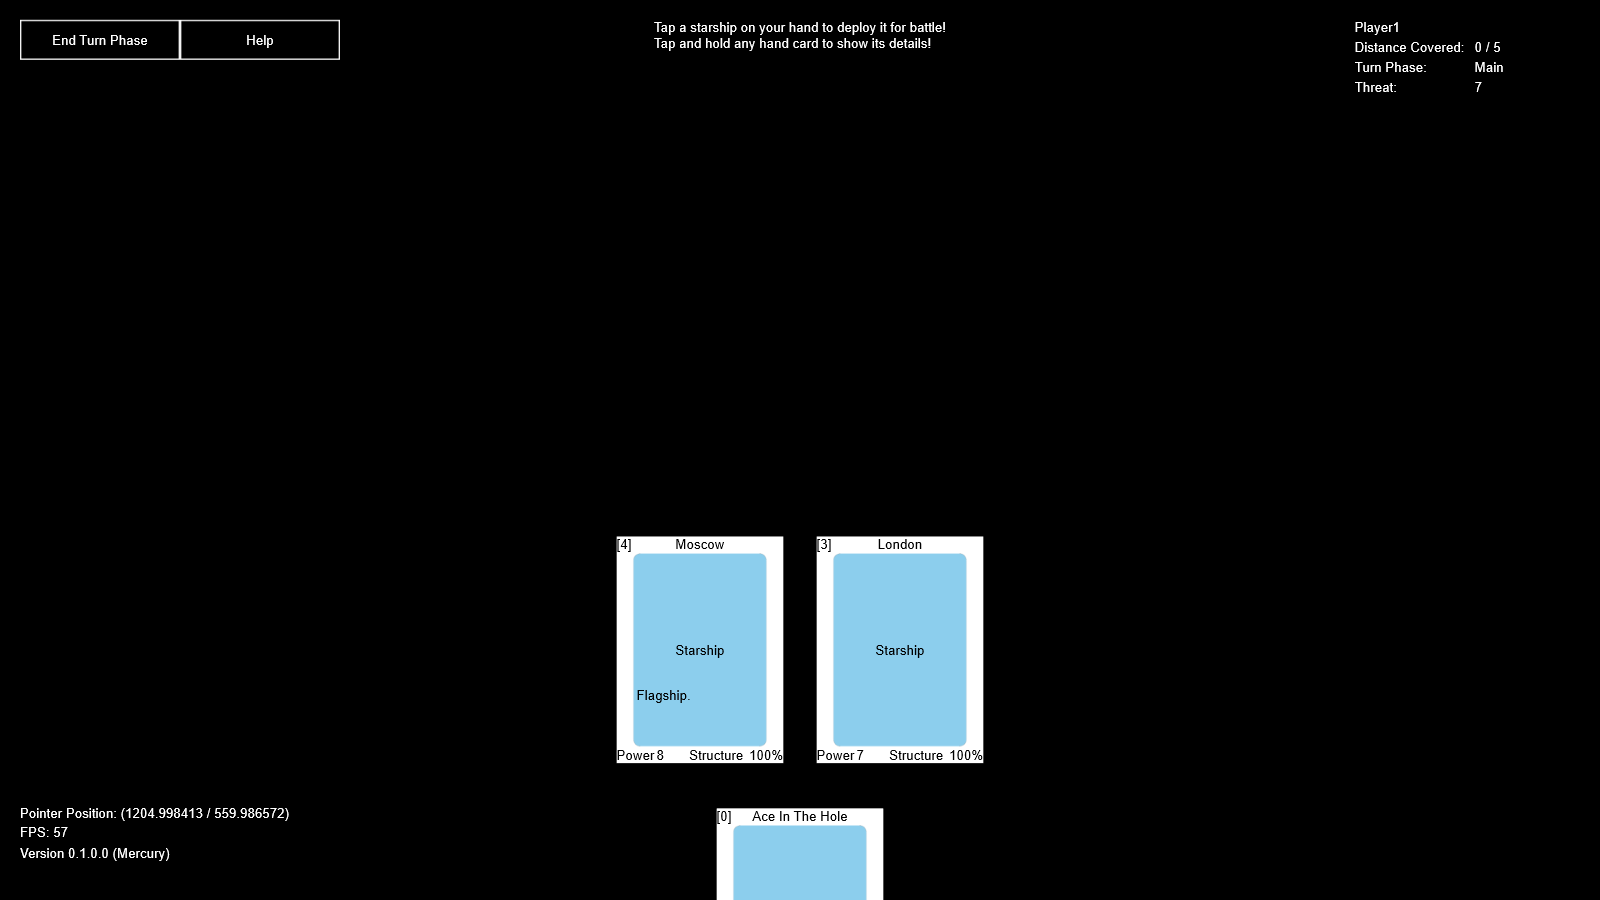 End Turn Phase
Help
Tap a starship on your hand to deploy it for battle!
Tap and hold any hand card to show its details!
Player1
Distance Covered: 0 / 5
Turn Phase: Main
Threat: 7
[4] Moscow
Starship
Flagship.
Power 8 Structure 100%
[3] London
Starship
Power 7 Structure 100%
[0] Ace In The Hole
Pointer Position: (1204.998413 / 559.986572)
FPS: 57
Version 0.1.0.0 (Mercury)